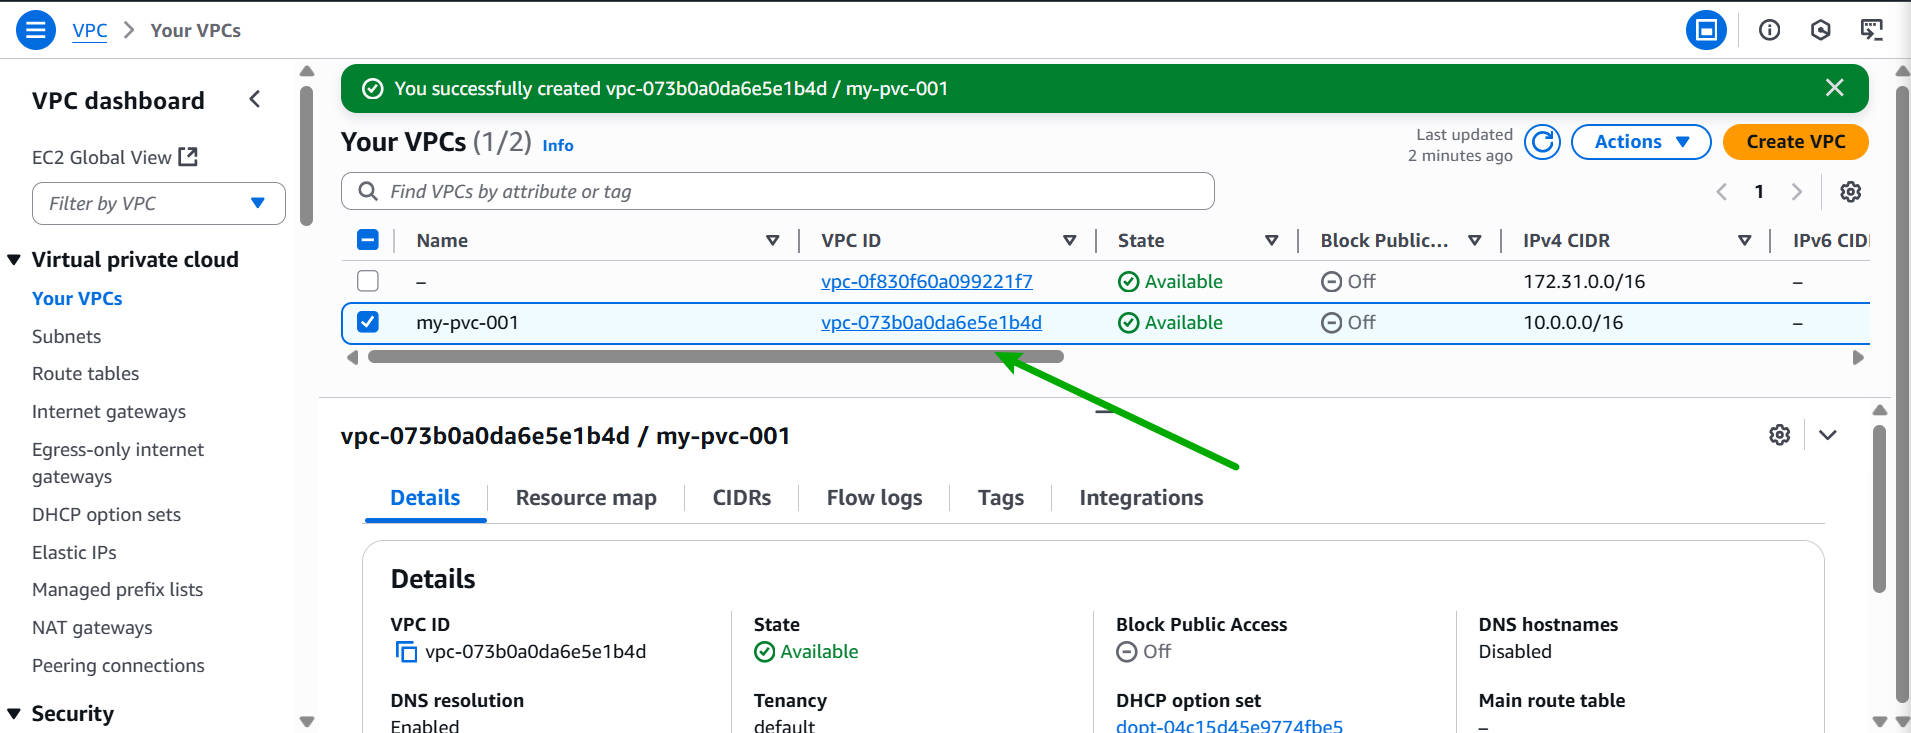 VPC > Your VPCs
VPC dashboard
EC2 Global View
Filter by VPC
Virtual private cloud
Your VPCs
Subnets
Route tables
Internet gateways
Egress-only internet
gateways
DHCP option sets
Elastic IPs
Managed prefix lists
NAT gateways
Peering connections
Security
You successfully created vpc-073b0a0da6e5e1b4d / my-pvc-001
Your VPCs (1/2) Info
Last updated
2 minutes ago
Actions
Create VPC
Find VPCs by attribute or tag
1
Name VPC ID State Block Public... IPv4 CIDR IPv6 CID
– vpc-0f830f60a099221f7 Available Off 172.31.0.0/16 –
my-pvc-001 vpc-073b0a0da6e5e1b4d Available Off 10.0.0.0/16 –
vpc-073b0a0da6e5e1b4d / my-pvc-001
Details Resource map CIDRs Flow logs Tags Integrations
Details
VPC ID State Block Public Access DNS hostnames
vpc-073b0a0da6e5e1b4d Available Off Disabled
DNS resolution Tenancy DHCP option set Main route table
Enabled default dopt-04c15d45e9774fbe5 –